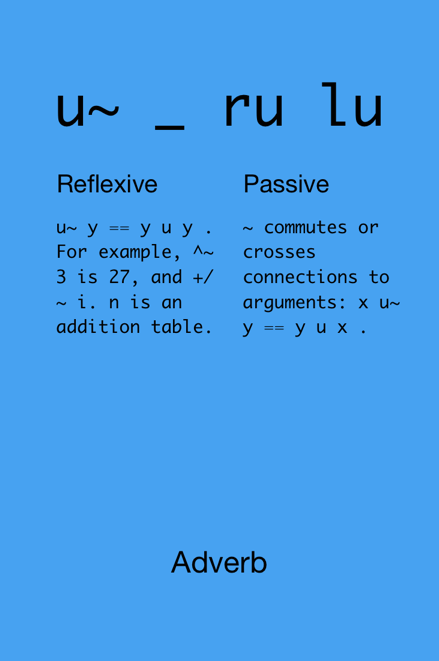 u~ _ ru lu
Reflexive
u~ y == y u y .
For example, ^~
3 is 27, and +/
~ i. n is an
addition table.
Passive
~ commutes or
crosses
connections to
arguments: x u~
y == y u x .
Adverb